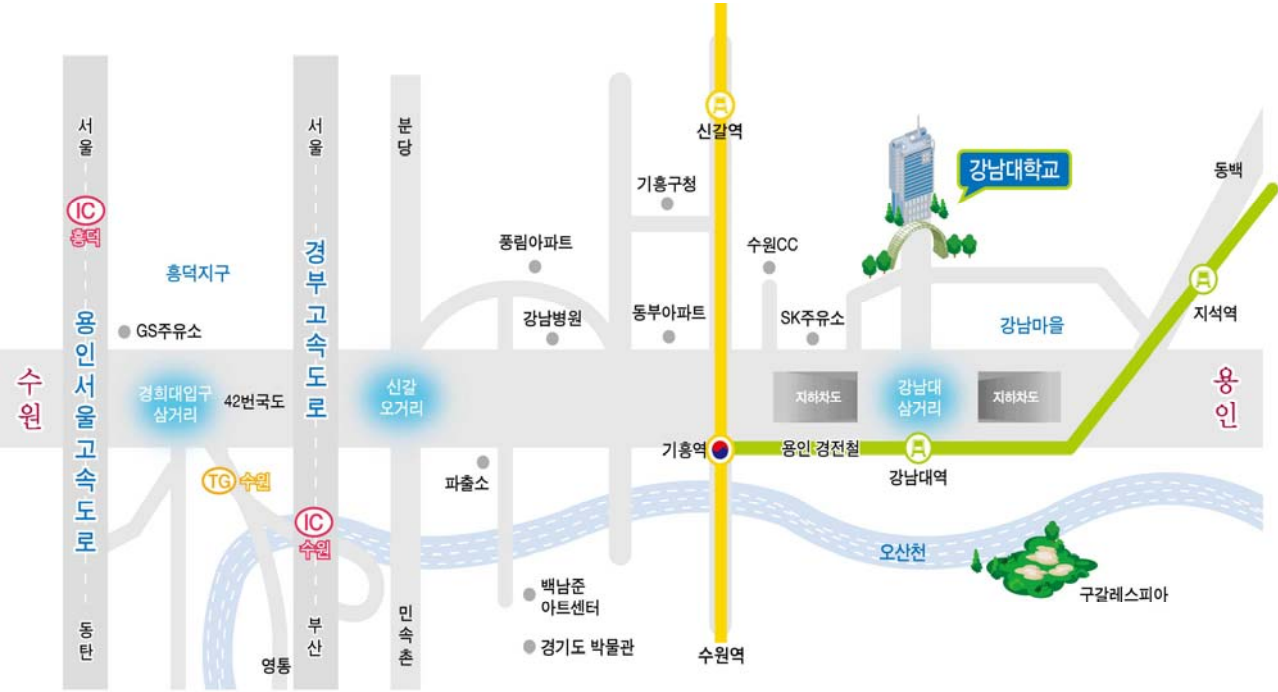 서울
IC
흥덕
용인서울고속도로
동탄
수원
흥덕지구
GS주유소
경희대입구
삼거리
42번국도
TG 수원
영통
서울
경부고속도로
IC
수원
부산
분당
신갈
오거리
민속촌
풍림아파트
강남병원
파출소
백남준
아트센터
경기도 박물관
기흥구청
동부아파트
신갈역
기흥역
수원역
수원CC
SK주유소
지하차도
강남대
삼거리
지하차도
용인 경전철
강남대역
강남대학교
강남마을
동백
지석역
용인
오산천
구갈레스피아